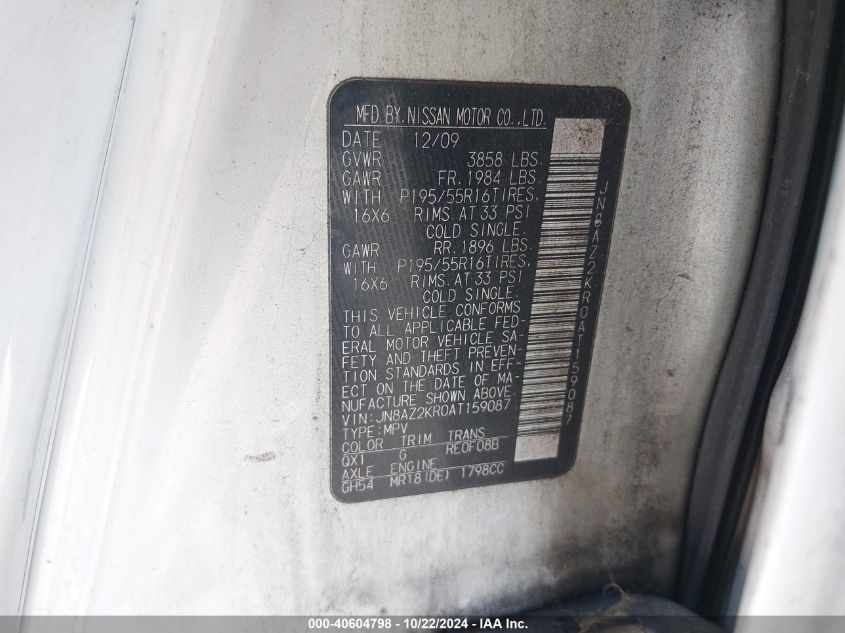 MFD.BY.NISSAN MOTOR CO.,LTD.
DATE 12/09
GVWR 3858 LBS.
GAWR FR. 1984 LBS.
WITH P195/55R16TIRES,
16X6 RIMS. AT 33 PSI
COLD SINGLE.
GAWR RR. 1896 LBS.
WITH P195/55R16TIRES,
16X6 RIMS. AT 33 PSI
COLD SINGLE.
THIS VEHICLE CONFORMS
TO ALL APPLICABLE FED-
ERAL MOTOR VEHICLE SA-
FETY AND THEFT PREVEN-
TION STANDARDS IN EFF-
ECT ON THE DATE OF MA-
NUFACTURE SHOWN ABOVE.
VIN:JN8AZ2KR0AT159087
TYPE:MPV
COLOR TRIM TRANS
QX1 G RE0F08B
AXLE ENGINE
GH54 MR18(DE) 1798CC
JN8AZ2KR0AT159087
000-40604798 - 10/22/2024 - IAA Inc.